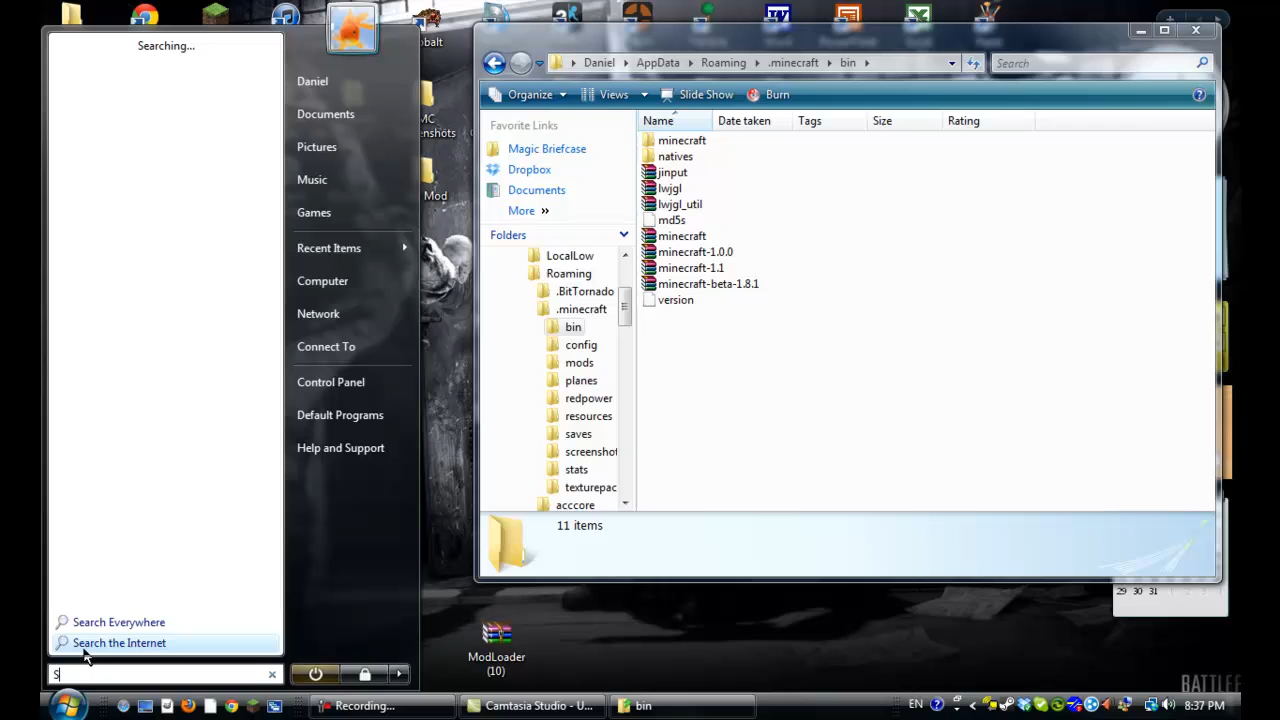 Searching...
Search Everywhere
Search the Internet
S
Daniel
Documents
Pictures
Music
Games
Recent Items
Computer
Network
Connect To
Control Panel
Default Programs
Help and Support
obalt
MC
enshots
Mod
Daniel
AppData
Roaming
.minecraft
bin
Search
Organize
Views
Slide Show
Burn
Favorite Links
Magic Briefcase
Dropbox
Documents
More »
Folders
LocalLow
Roaming
.BitTornado
.minecraft
bin
config
mods
planes
redpower
resources
saves
screenshot
stats
texturepac
acccore
Name
Date taken
Tags
Size
Rating
minecraft
natives
jinput
lwjgl
lwjgl_util
md5s
minecraft
minecraft-1.0.0
minecraft-1.1
minecraft-beta-1.8.1
version
11 items
29 30 31
ModLoader
(10)
BATTLEF
Recording...
Camtasia Studio - U...
bin
EN
8:37 PM